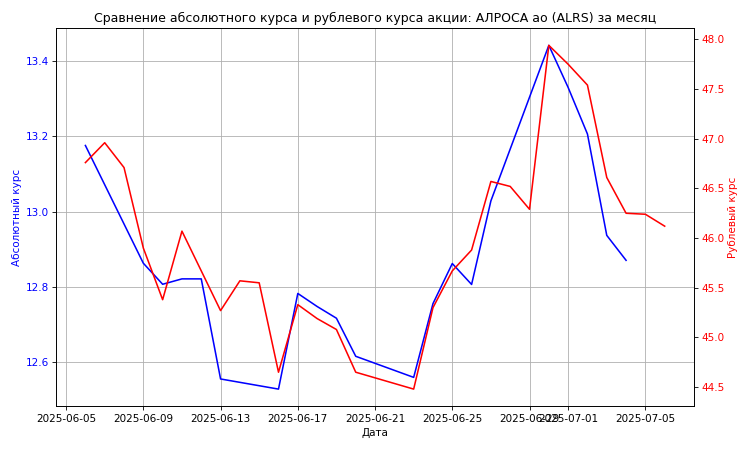 Сравнение абсолютного курса и рублевого курса акции: АЛРОСА ао (ALRS) за месяц
13.4
13.2
13.0
12.8
12.6
Абсолютный курс
48.0
47.5
47.0
46.5
46.0
45.5
45.0
44.5
Рублевый курс
2025-06-05 2025-06-09 2025-06-13 2025-06-17 2025-06-21 2025-06-25 2025-06-29 2025-07-01 2025-07-05
Дата